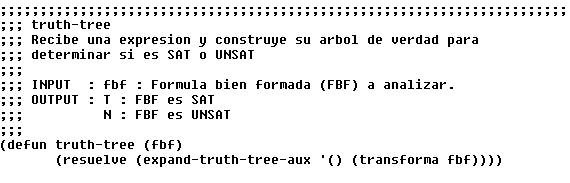 ;;;;;;;;;;;;;;;;;;;;;;;;;;;;;;;;;;;;;;;;;;;;;;;;;;;;;;;;;;;;;;;;;;;;;;;
;;; truth-tree
;;; Recibe una expresion y construye su arbol de verdad para
;;; determinar si es SAT o UNSAT
;;;
;;; INPUT  : fbf : Formula bien formada (FBF) a analizar.
;;; OUTPUT : T : FBF es SAT
;;;          N : FBF es UNSAT
;;;
(defun truth-tree (fbf)
       (resuelve (expand-truth-tree-aux '() (transforma fbf))))